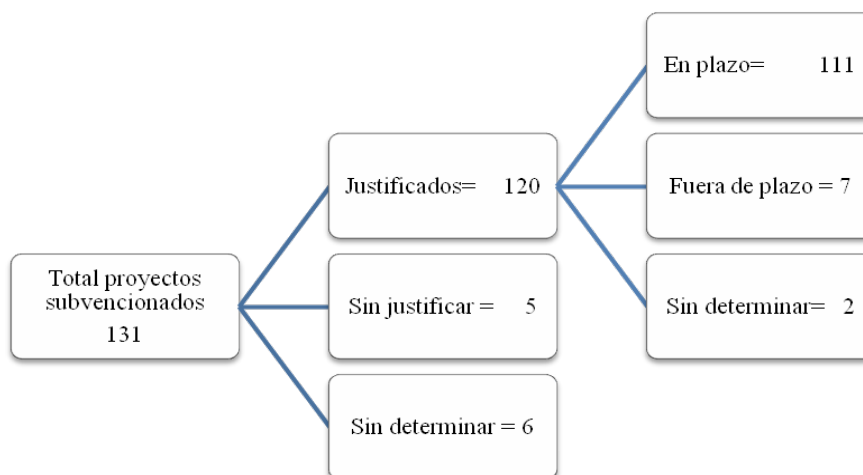 En plazo= 111
Justificados= 120
Fuera de plazo = 7
Total proyectos
subvencionados
131
Sin justificar = 5
Sin determinar= 2
Sin determinar = 6